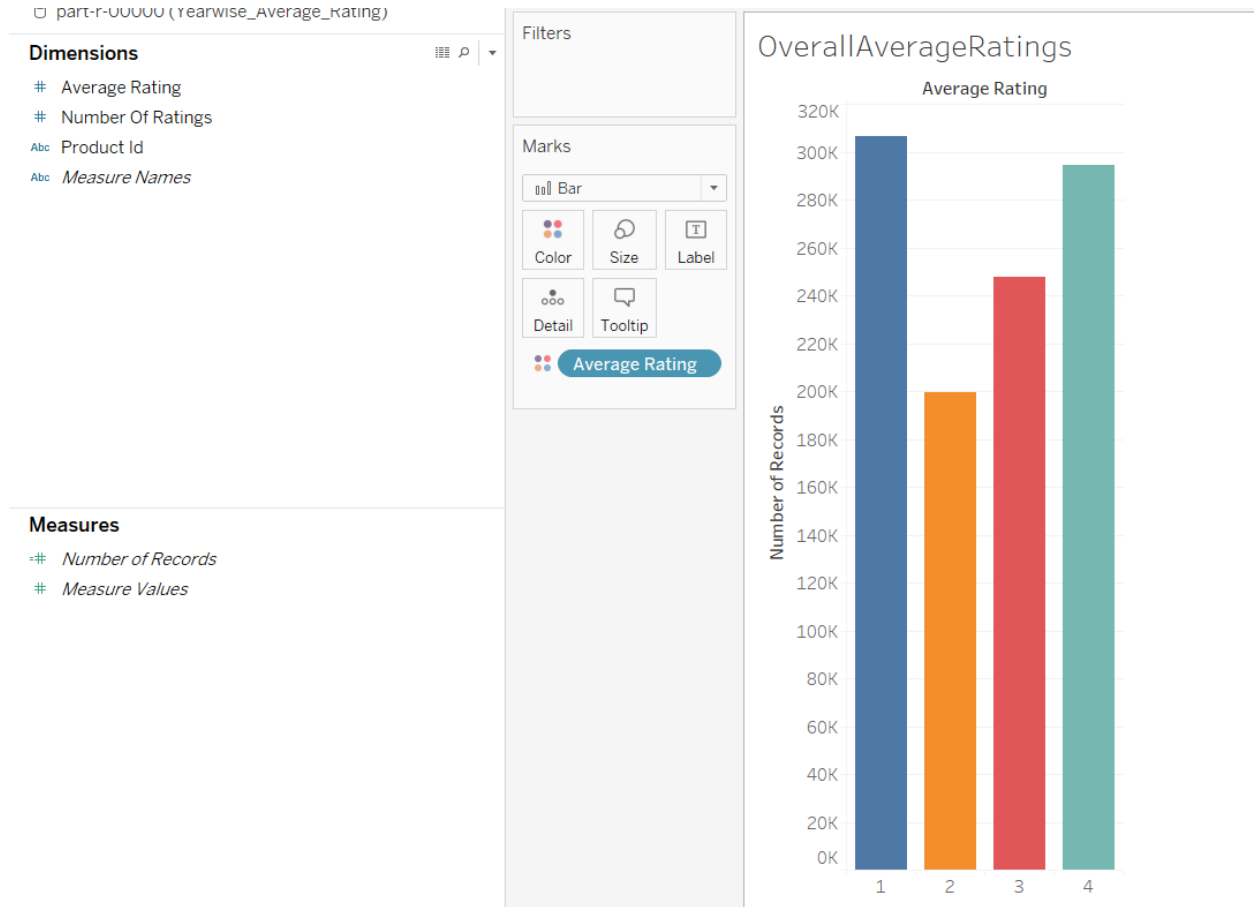 part-r-00000 (Yearwise_Average_Rating)
Dimensions
# Average Rating
# Number Of Ratings
Abc Product Id
Abc Measure Names
Measures
=# Number of Records
# Measure Values
Filters
Marks
Bar
Color Size Label
Detail Tooltip
Average Rating
OverallAverageRatings
Average Rating
320K
300K
280K
260K
240K
220K
200K
180K
160K
140K
120K
100K
80K
60K
40K
20K
0K
Number of Records
1 2 3 4